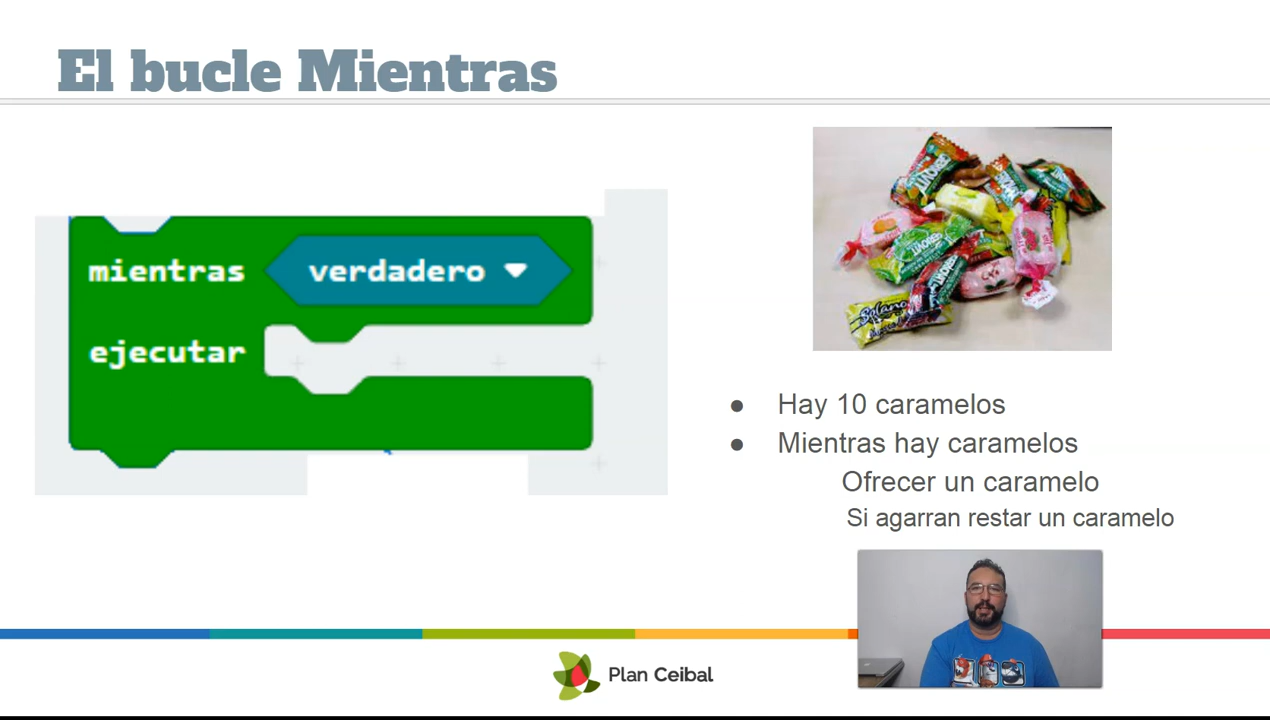 El bucle Mientras
mientras verdadero
ejecutar
Hay 10 caramelos
Mientras hay caramelos
Ofrecer un caramelo
Si agarran restar un caramelo
Plan Ceibal